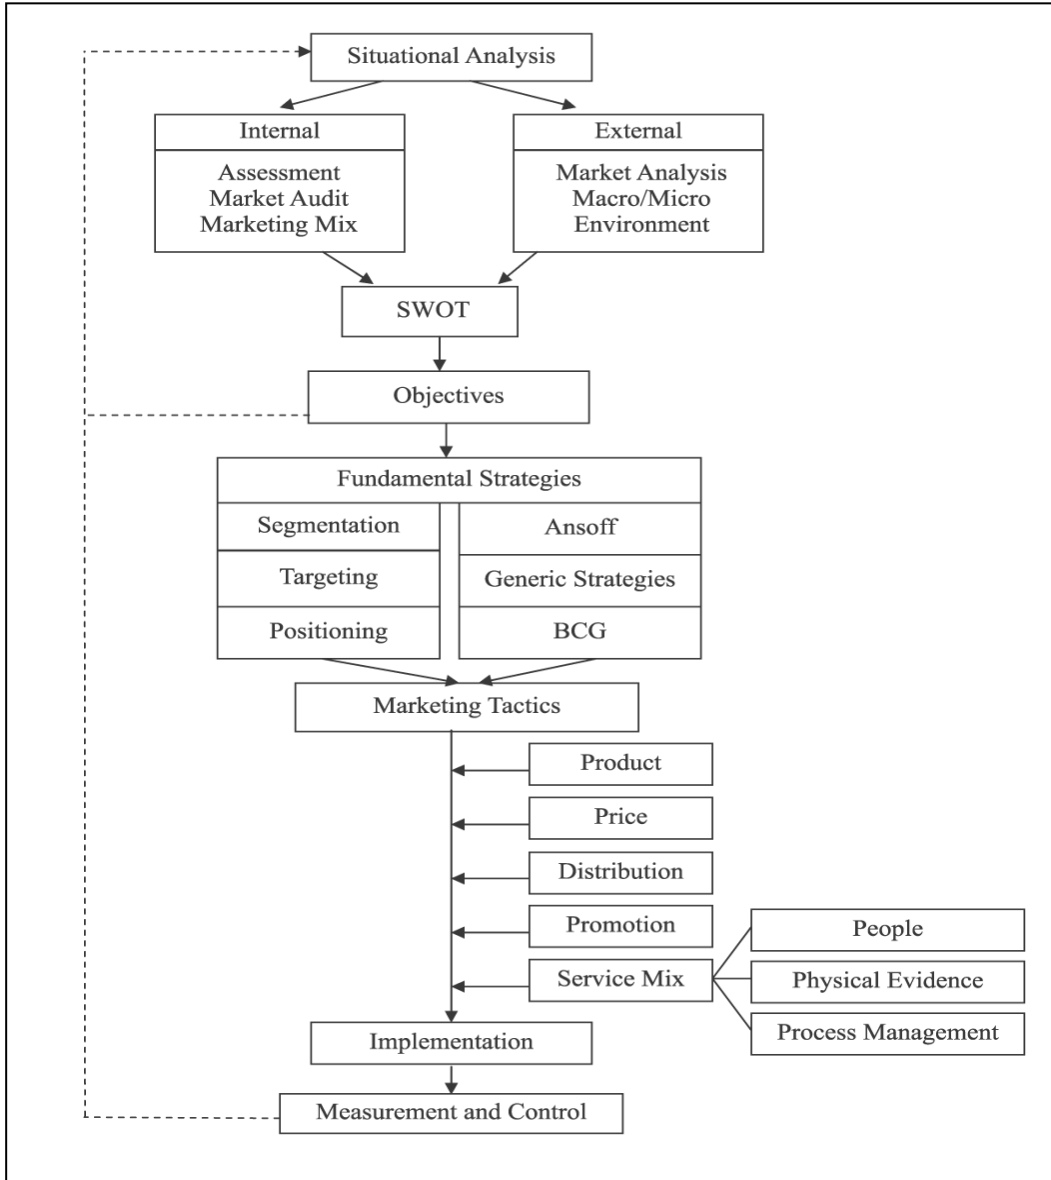 Situational Analysis
Internal
Assessment
Market Audit
Marketing Mix
External
Market Analysis
Macro/Micro
Environment
SWOT
Objectives
Fundamental Strategies
Segmentation
Targeting
Positioning
Ansoff
Generic Strategies
BCG
Marketing Tactics
Product
Price
Distribution
Promotion
Service Mix
People
Physical Evidence
Process Management
Implementation
Measurement and Control